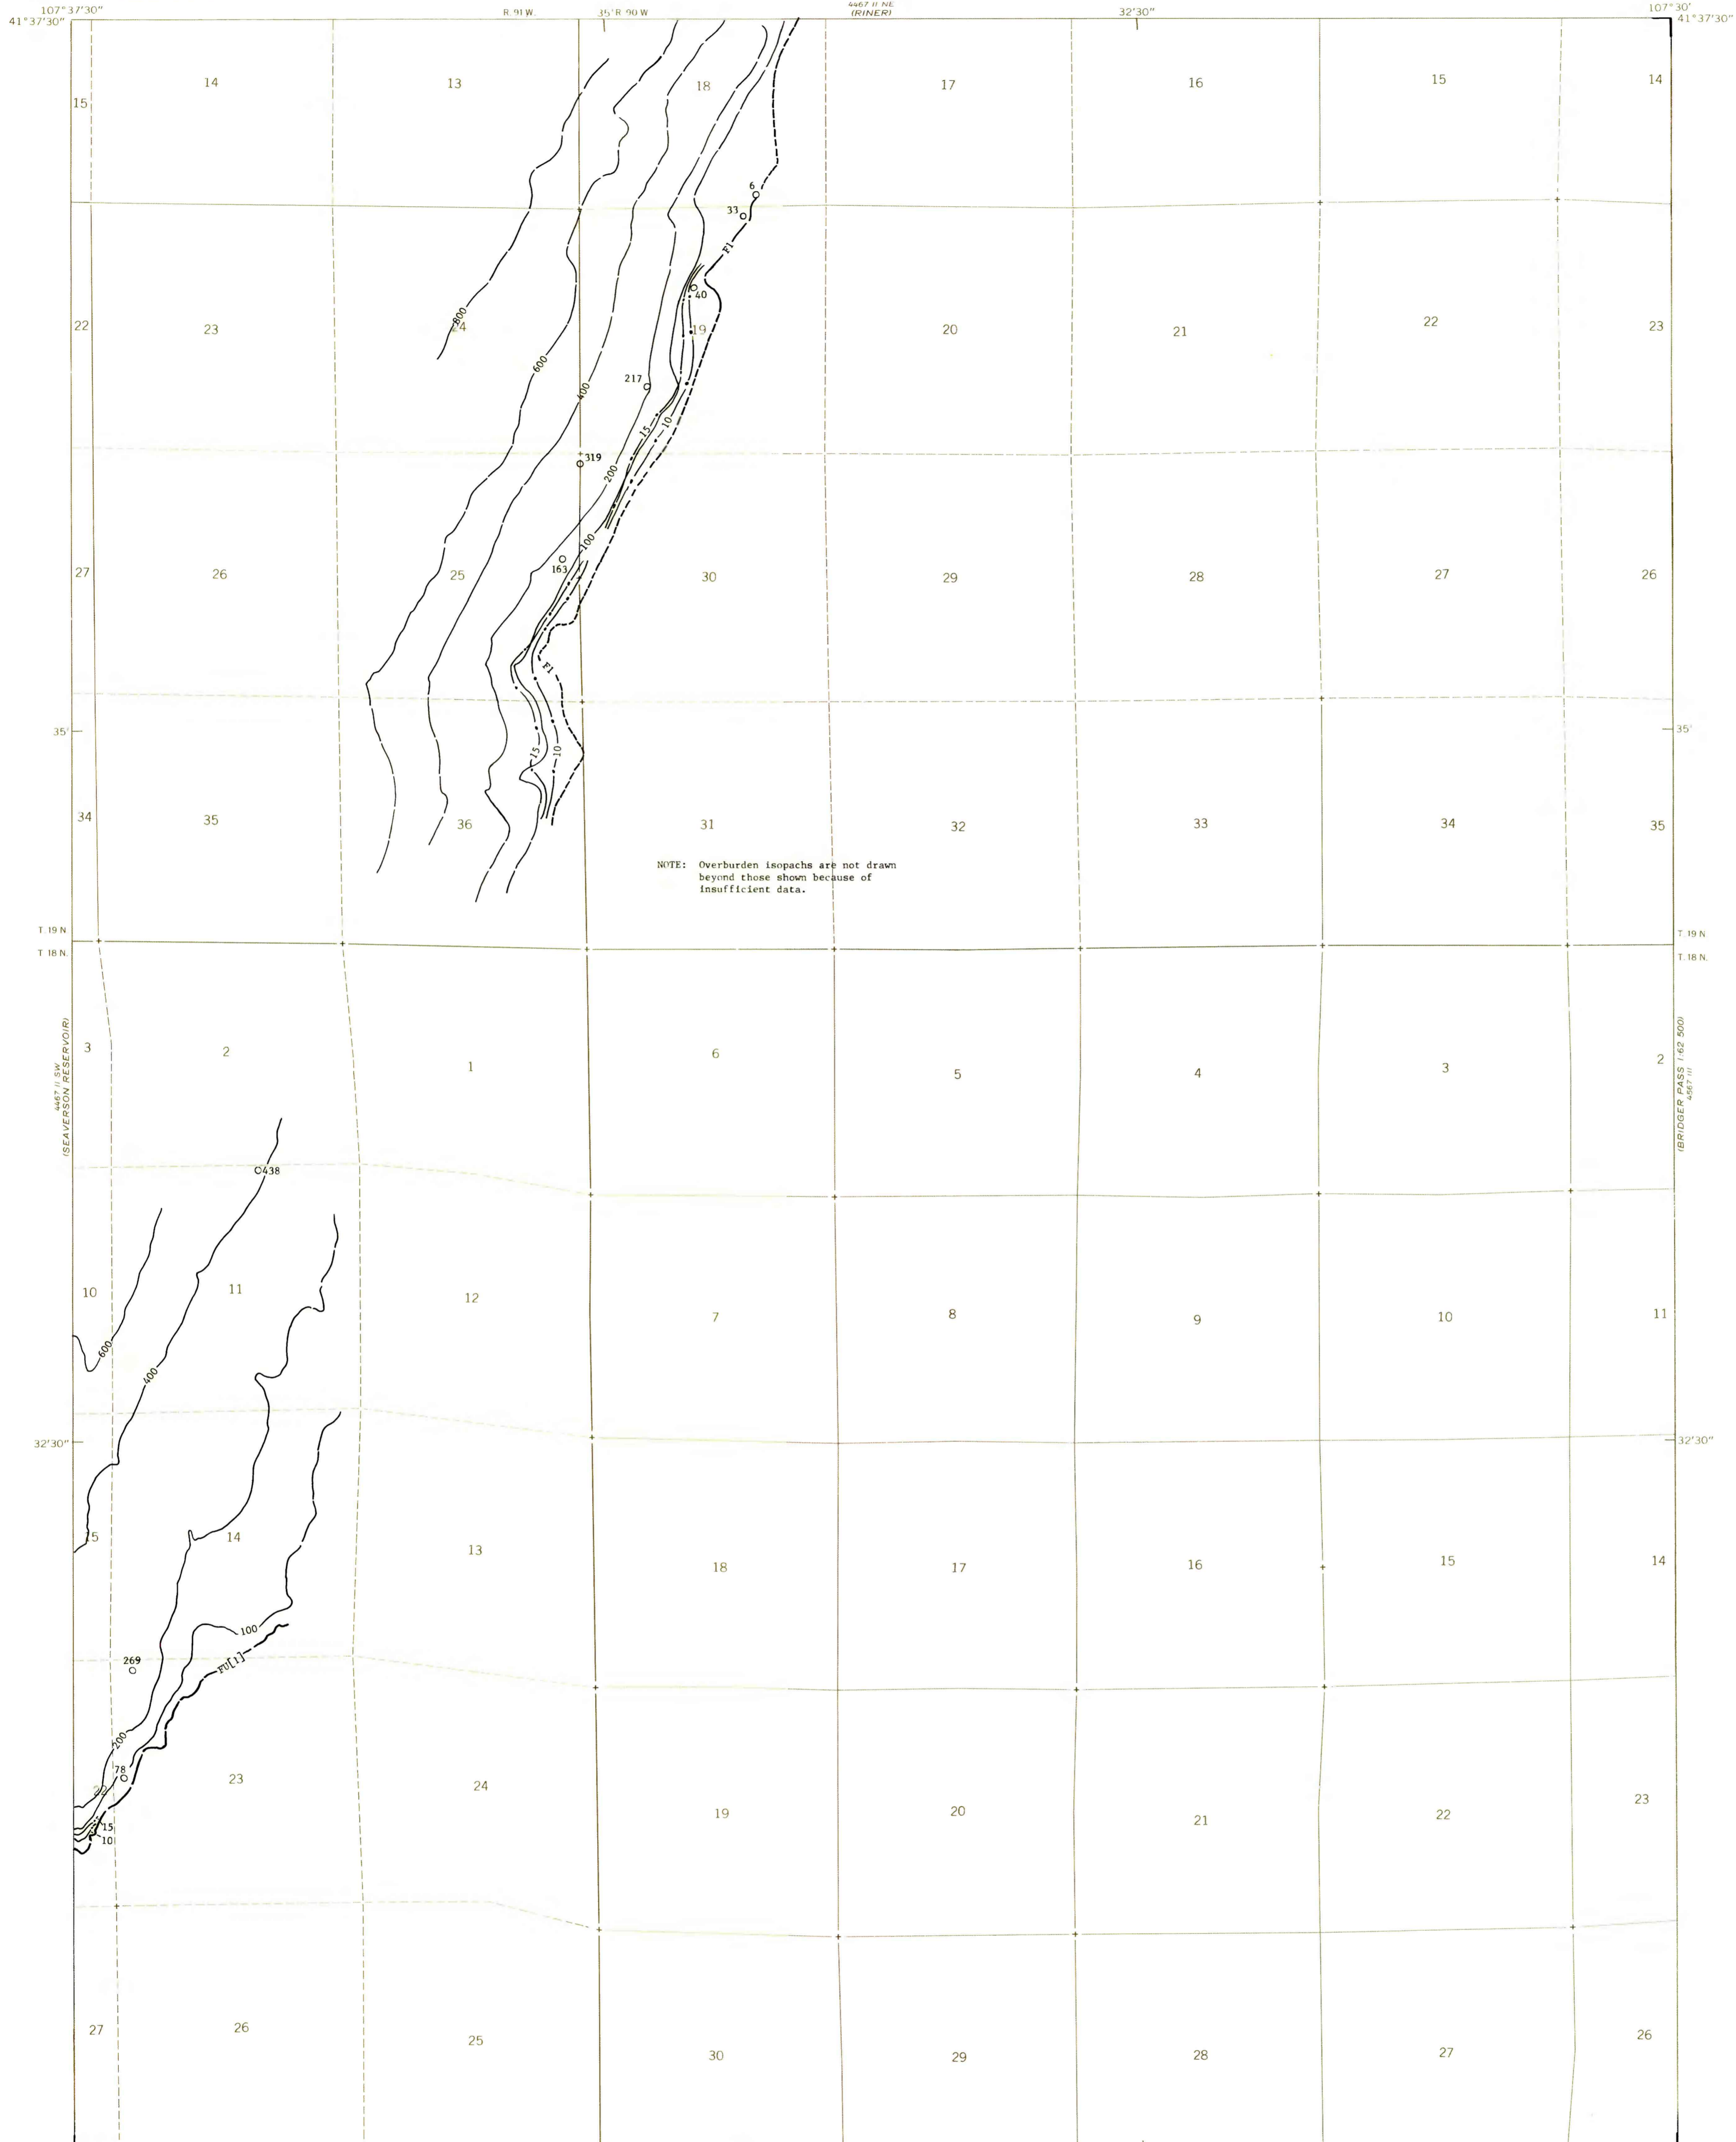 4467 II NE
107°37'30" R. 91 W. 35' R 90 W (RINER) 32'30" 107°30'
41°37'30" 41°37'30"
14 13 18 17 16 15 14
15
6
33
F1
40
22 23 800 24 19 20 21 22 23
600
400
217
15 10
319
200
100
163
27 26 25 30 29 28 27 26
F1
35' 35'
15 10
34 35 36 31 32 33 34 35
NOTE: Overburden isopachs are not drawn
beyond those shown because of
insufficient data.
T. 19 N. T. 19 N
T 18 N. T. 18 N.
4467 II SW
(SEAVERSON RESERVOIR)
(BRIDGER PASS 1:62 500)
4567 III
3 2 1 6 5 4 3 2
438
10 11 12 7 8 9 10 11
600
400
32'30" 32'30"
15 14 13 18 17 16 15 14
100
FU[1]
269
200
78
22 23 24 19 20 21 22 23
15
10
27 26 25 30 29 28 27 26